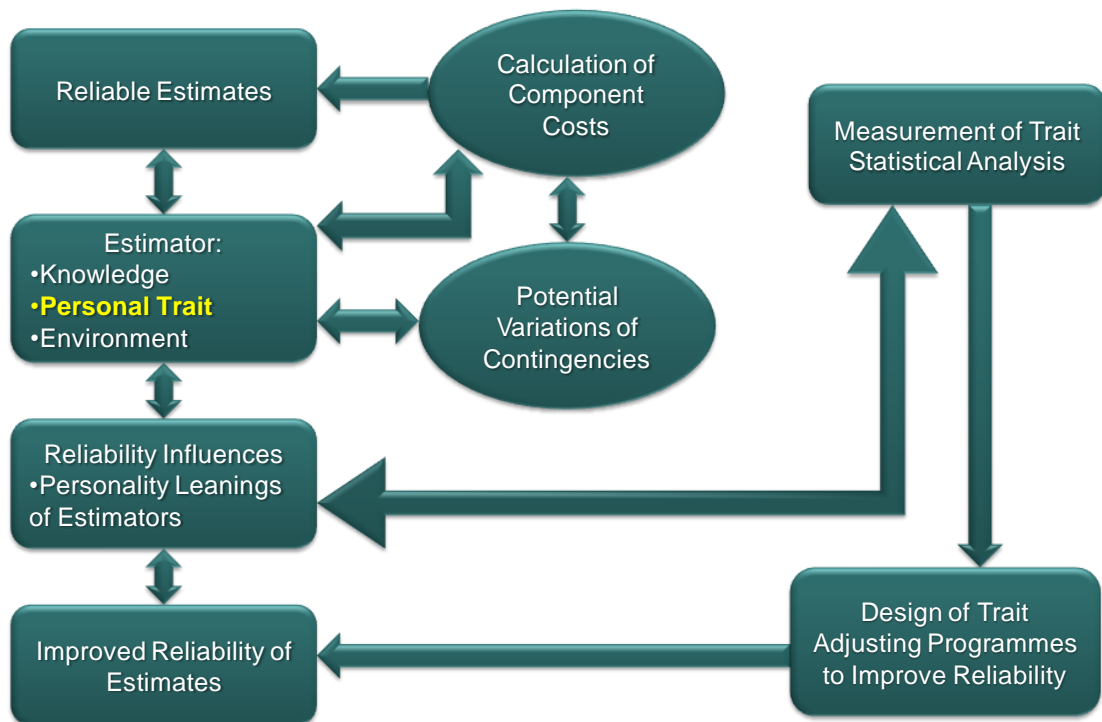 Reliable Estimates
Calculation of
Component
Costs
Measurement of Trait
Statistical Analysis
Estimator:
•Knowledge
•Personal Trait
•Environment
Potential
Variations of
Contingencies
Reliability Influences
•Personality Leanings
of Estimators
Improved Reliability of
Estimates
Design of Trait
Adjusting Programmes
to Improve Reliability